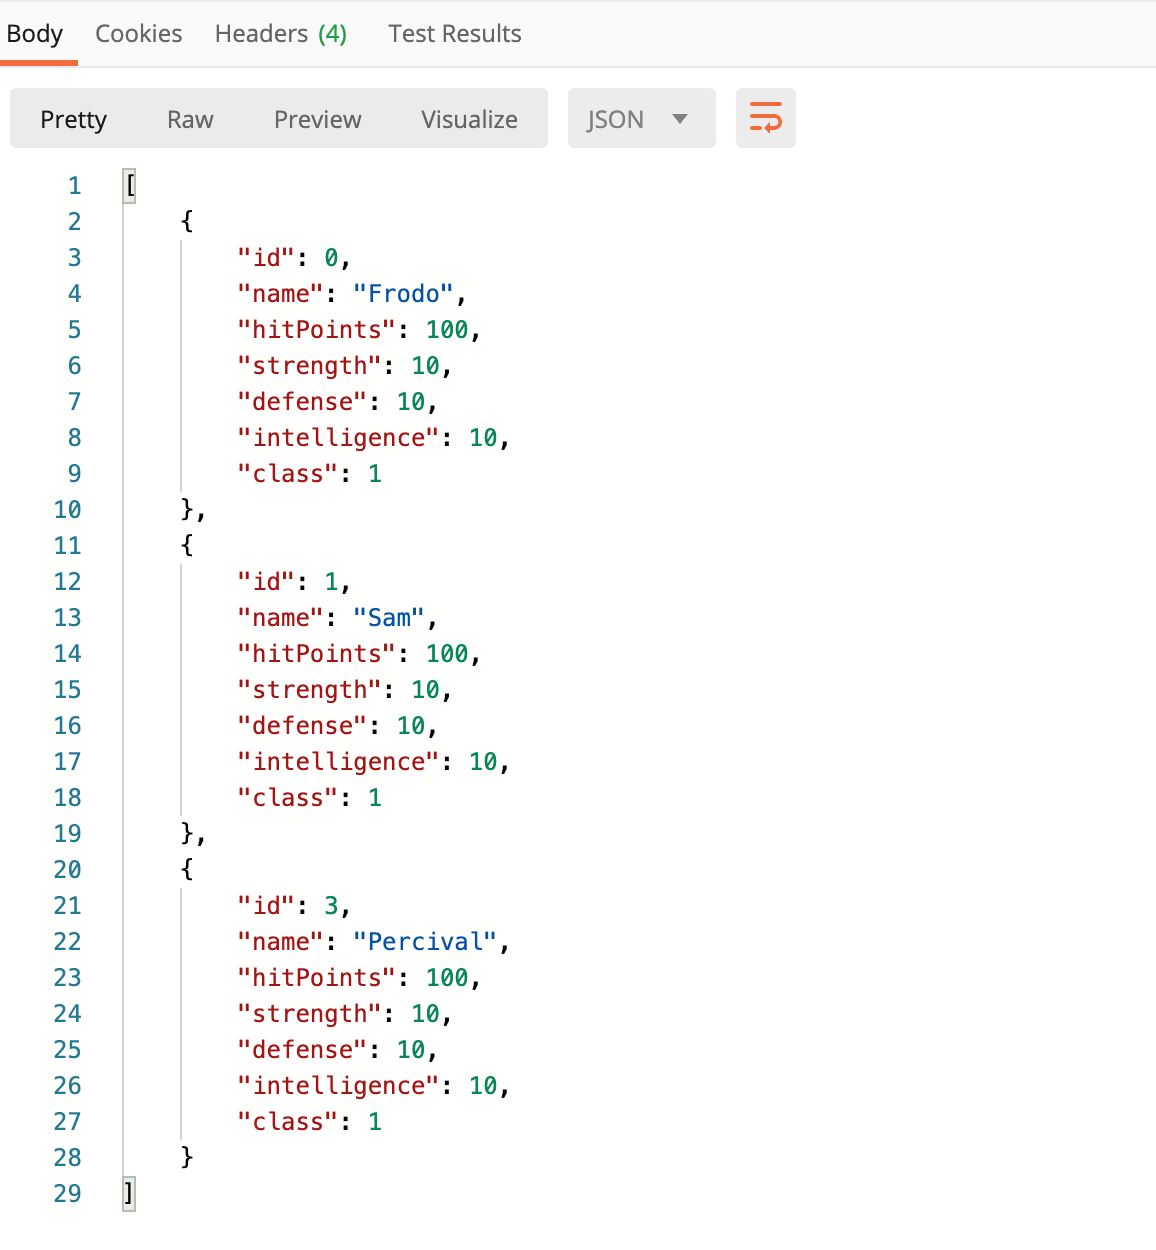 Body Cookies Headers (4) Test Results
Pretty Raw Preview Visualize JSON
1 [
2 {
3 "id": 0,
4 "name": "Frodo",
5 "hitPoints": 100,
6 "strength": 10,
7 "defense": 10,
8 "intelligence": 10,
9 "class": 1
10 },
11 {
12 "id": 1,
13 "name": "Sam",
14 "hitPoints": 100,
15 "strength": 10,
16 "defense": 10,
17 "intelligence": 10,
18 "class": 1
19 },
20 {
21 "id": 3,
22 "name": "Percival",
23 "hitPoints": 100,
24 "strength": 10,
25 "defense": 10,
26 "intelligence": 10,
27 "class": 1
28 }
29 ]